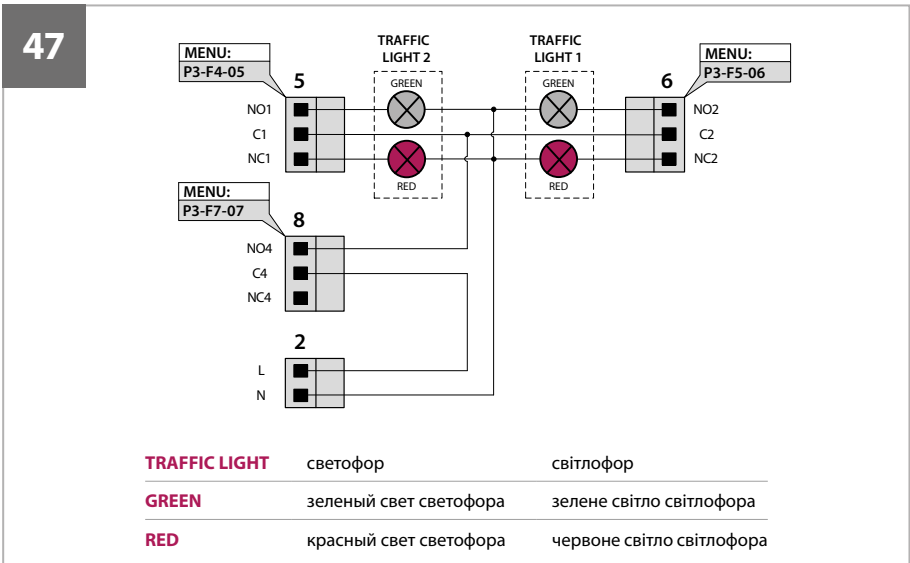 47
TRAFFIC LIGHT 2
TRAFFIC LIGHT 1
MENU:
P3-F4-05
5
GREEN
GREEN
6
MENU:
P3-F5-06
NO1
C1
NC1
NO2
C2
NC2
RED
RED
MENU:
P3-F7-07
8
NO4
C4
NC4
2
L
N
TRAFFIC LIGHT светофор світлофор
GREEN зеленый свет светофора зелене світло світлофора
RED красный свет светофора червоне світло світлофора